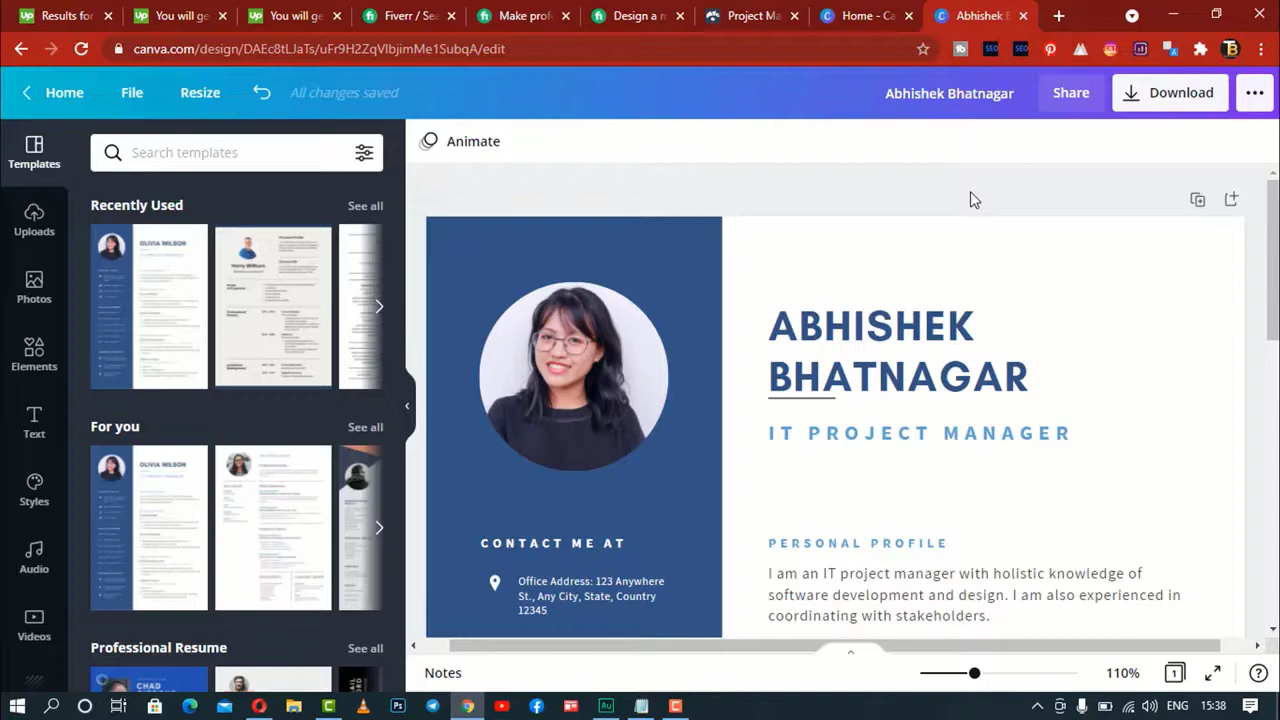 Results for
You will ge
You will ge
Fiverr / Sea
Make prof
Design a m
Project Ma
Home - Ca
Abhishek B
canva.com/design/DAEc8tLJaTs/uFr9H2ZqVlbjimMe1SubqA/edit
Home
File
Resize
All changes saved
Abhishek Bhatnagar
Share
Download
Templates
Search templates
Animate
Uploads
Photos
Elements
Text
Styles
Audio
Videos
Recently Used
See all
OLIVIA WILSON
Harry William
For you
See all
OLIVIA WILSON
Professional Resume
See all
CHAD
ABHISHEK
BHATNAGAR
IT PROJECT MANAGER
CONTACT ME AT
Office Address: 123 Anywhere
St., Any City, State, Country
12345
PERSONAL PROFILE
I am an IT project manager with holistic knowledge of
software development and design. I am also experienced in
coordinating with stakeholders.
Notes
110%
1
ENG
15:38